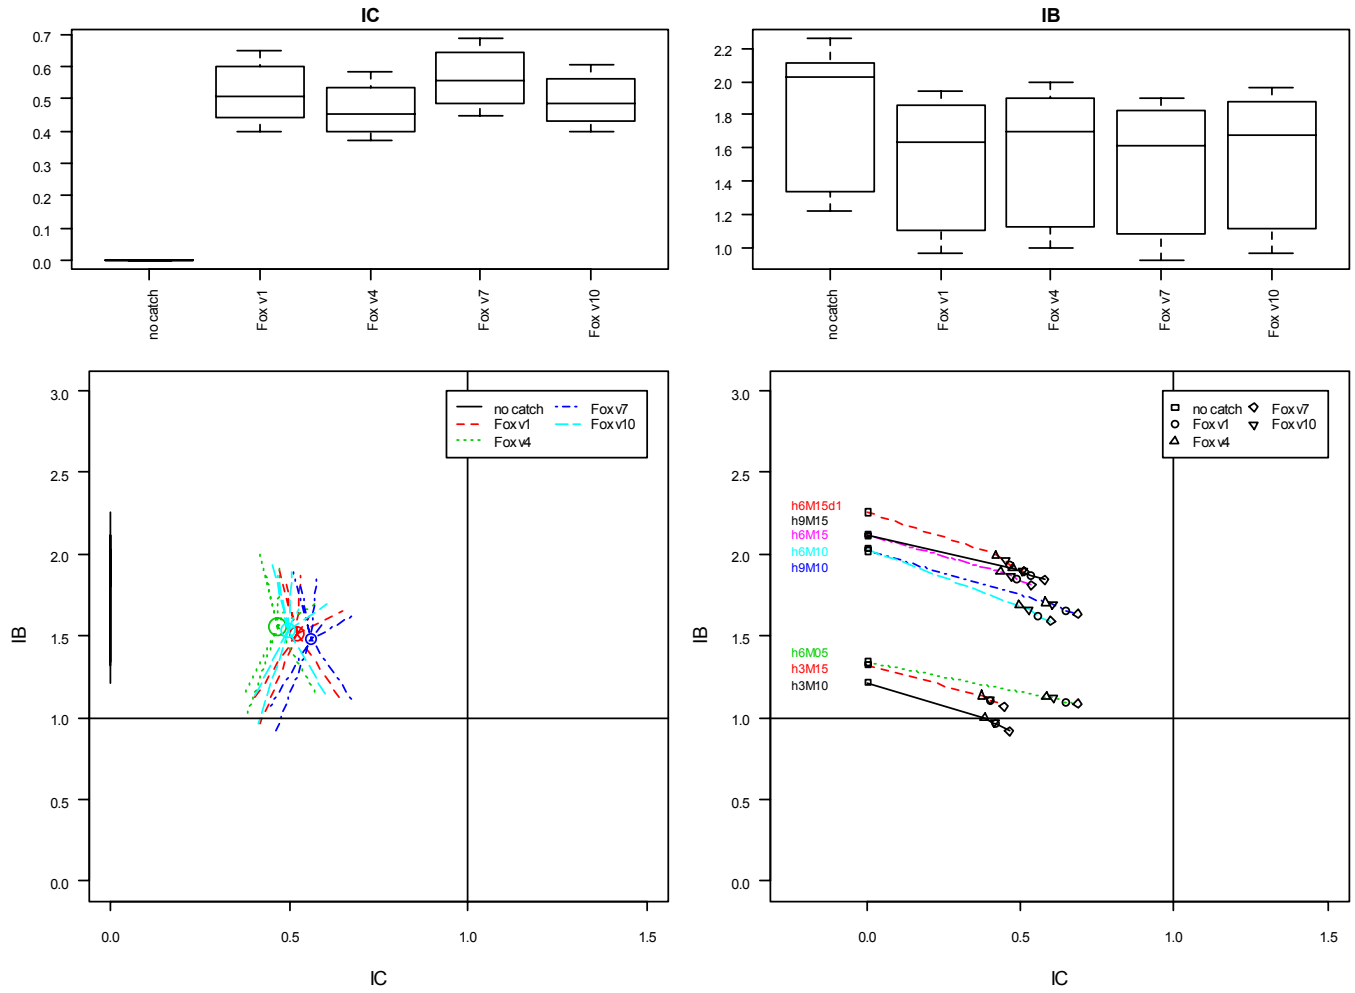 IC
0.7
0.6
0.5
0.4
0.3
0.2
0.1
0.0
no catch
Fox v1
Fox v4
Fox v7
Fox v10
IB
2.2
2.0
1.8
1.6
1.4
1.2
1.0
no catch
Fox v1
Fox v4
Fox v7
Fox v10
IB
3.0
2.5
2.0
1.5
1.0
0.5
0.0
no catch Fox v7
Fox v1 Fox v10
Fox v4
0.0 0.5 1.0 1.5
IC
IB
3.0
2.5
2.0
1.5
1.0
0.5
0.0
no catch Fox v7
Fox v1 Fox v10
Fox v4
h6M15d1
h9M15
h6M15
h6M10
h9M10
h6M05
h3M15
h3M10
0.0 0.5 1.0 1.5
IC